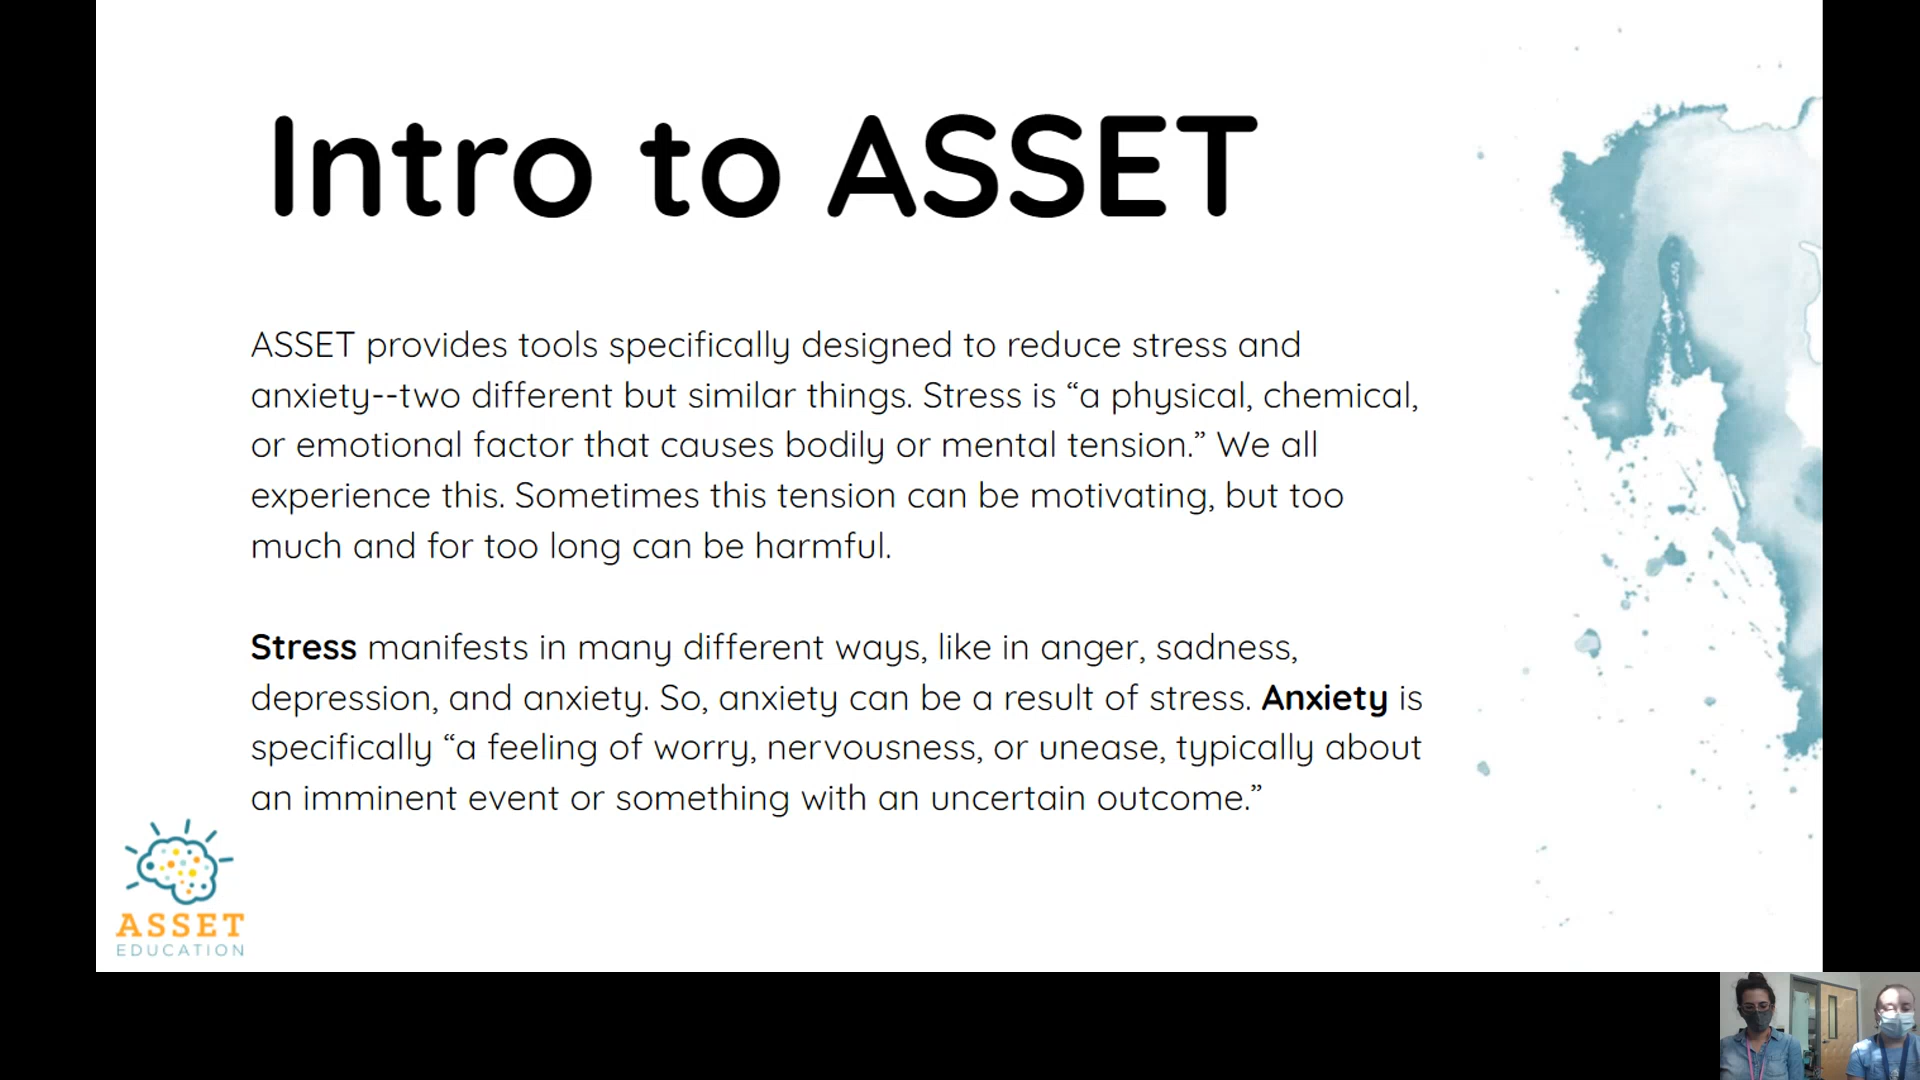 Intro to ASSET
ASSET provides tools specifically designed to reduce stress and
anxiety--two different but similar things. Stress is “a physical, chemical,
or emotional factor that causes bodily or mental tension.” We all
experience this. Sometimes this tension can be motivating, but too
much and for too long can be harmful.
Stress manifests in many different ways, like in anger, sadness,
depression, and anxiety. So, anxiety can be a result of stress. Anxiety is
specifically “a feeling of worry, nervousness, or unease, typically about
an imminent event or something with an uncertain outcome.”
ASSET
EDUCATION